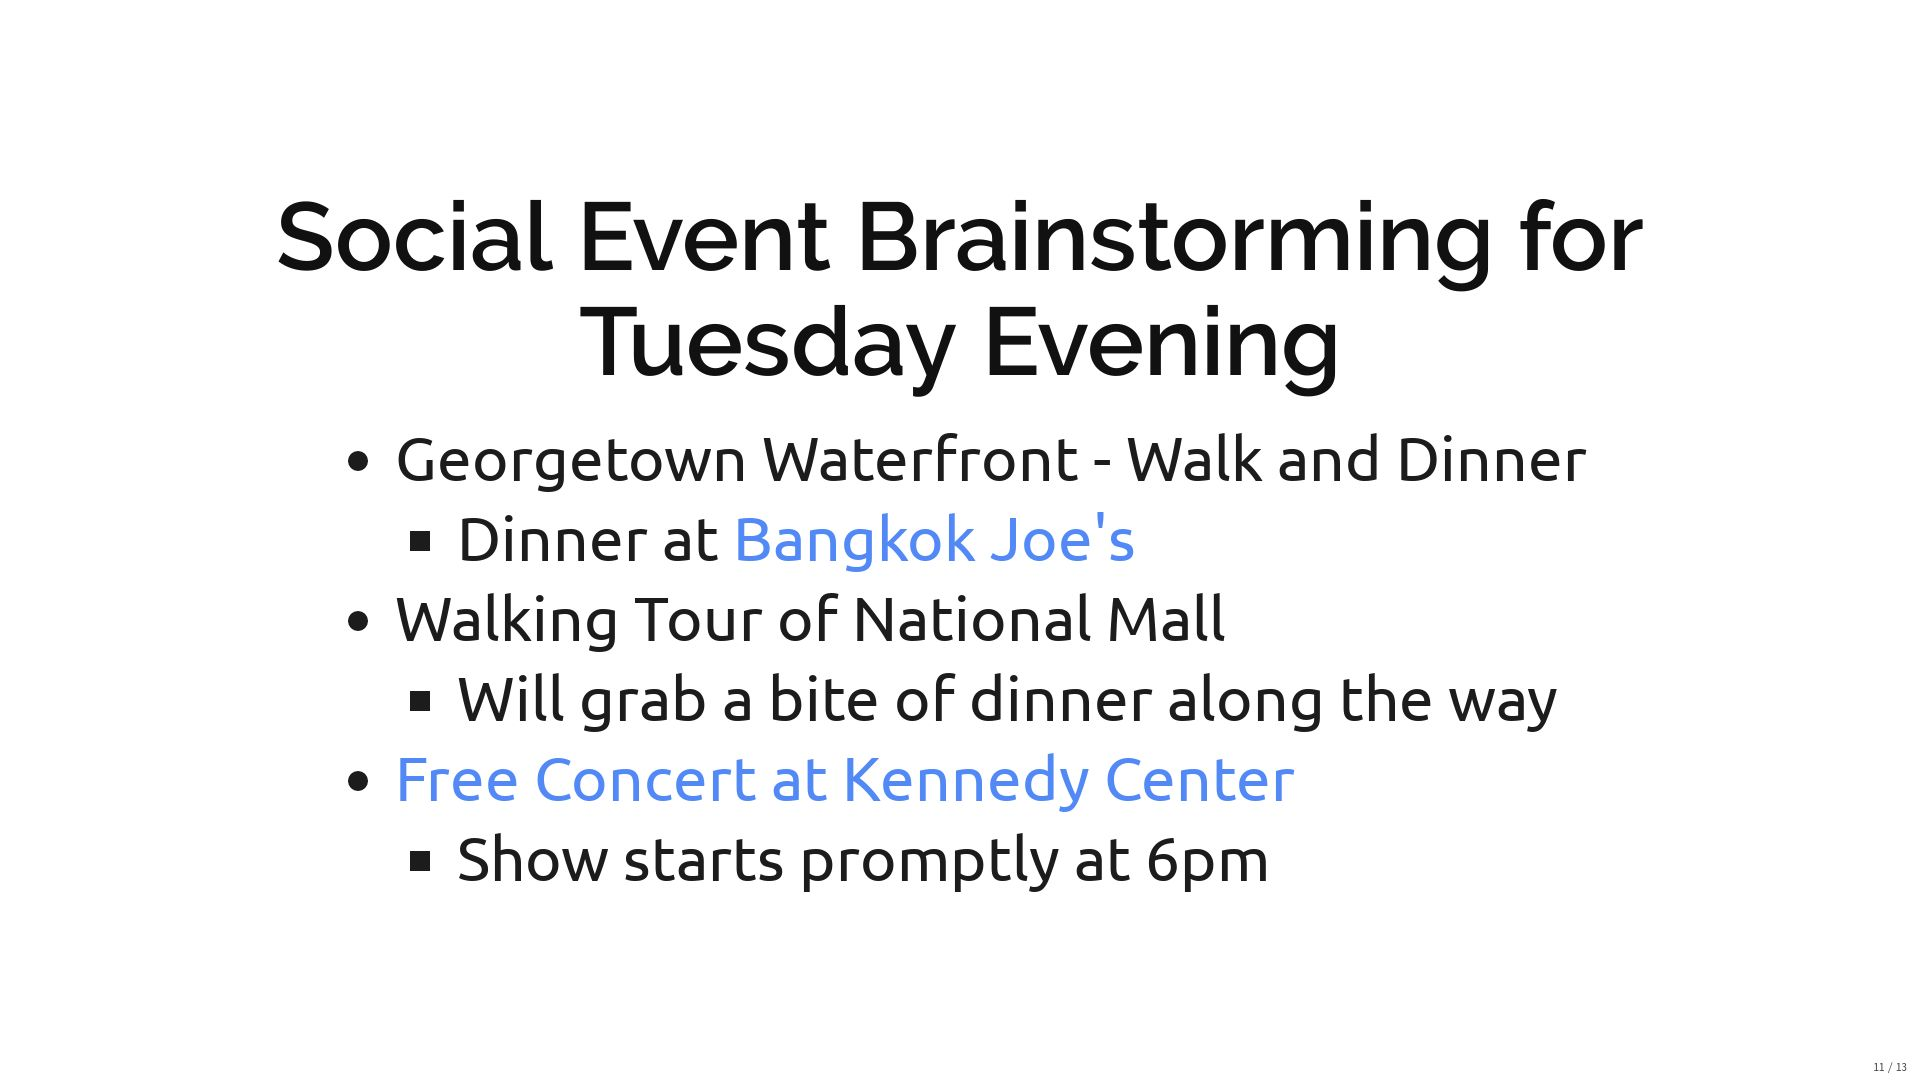 Social Event Brainstorming for
Tuesday Evening
Georgetown Waterfront - Walk and Dinner
Dinner at Bangkok Joe's
Walking Tour of National Mall
Will grab a bite of dinner along the way
Free Concert at Kennedy Center
Show starts promptly at 6pm
11 / 13